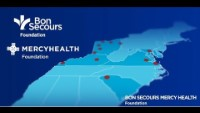 BON
SECOURS
Foundation
MERCYHEALTH
Foundation
BON SECOURS MERCY HEALTH
Foundation